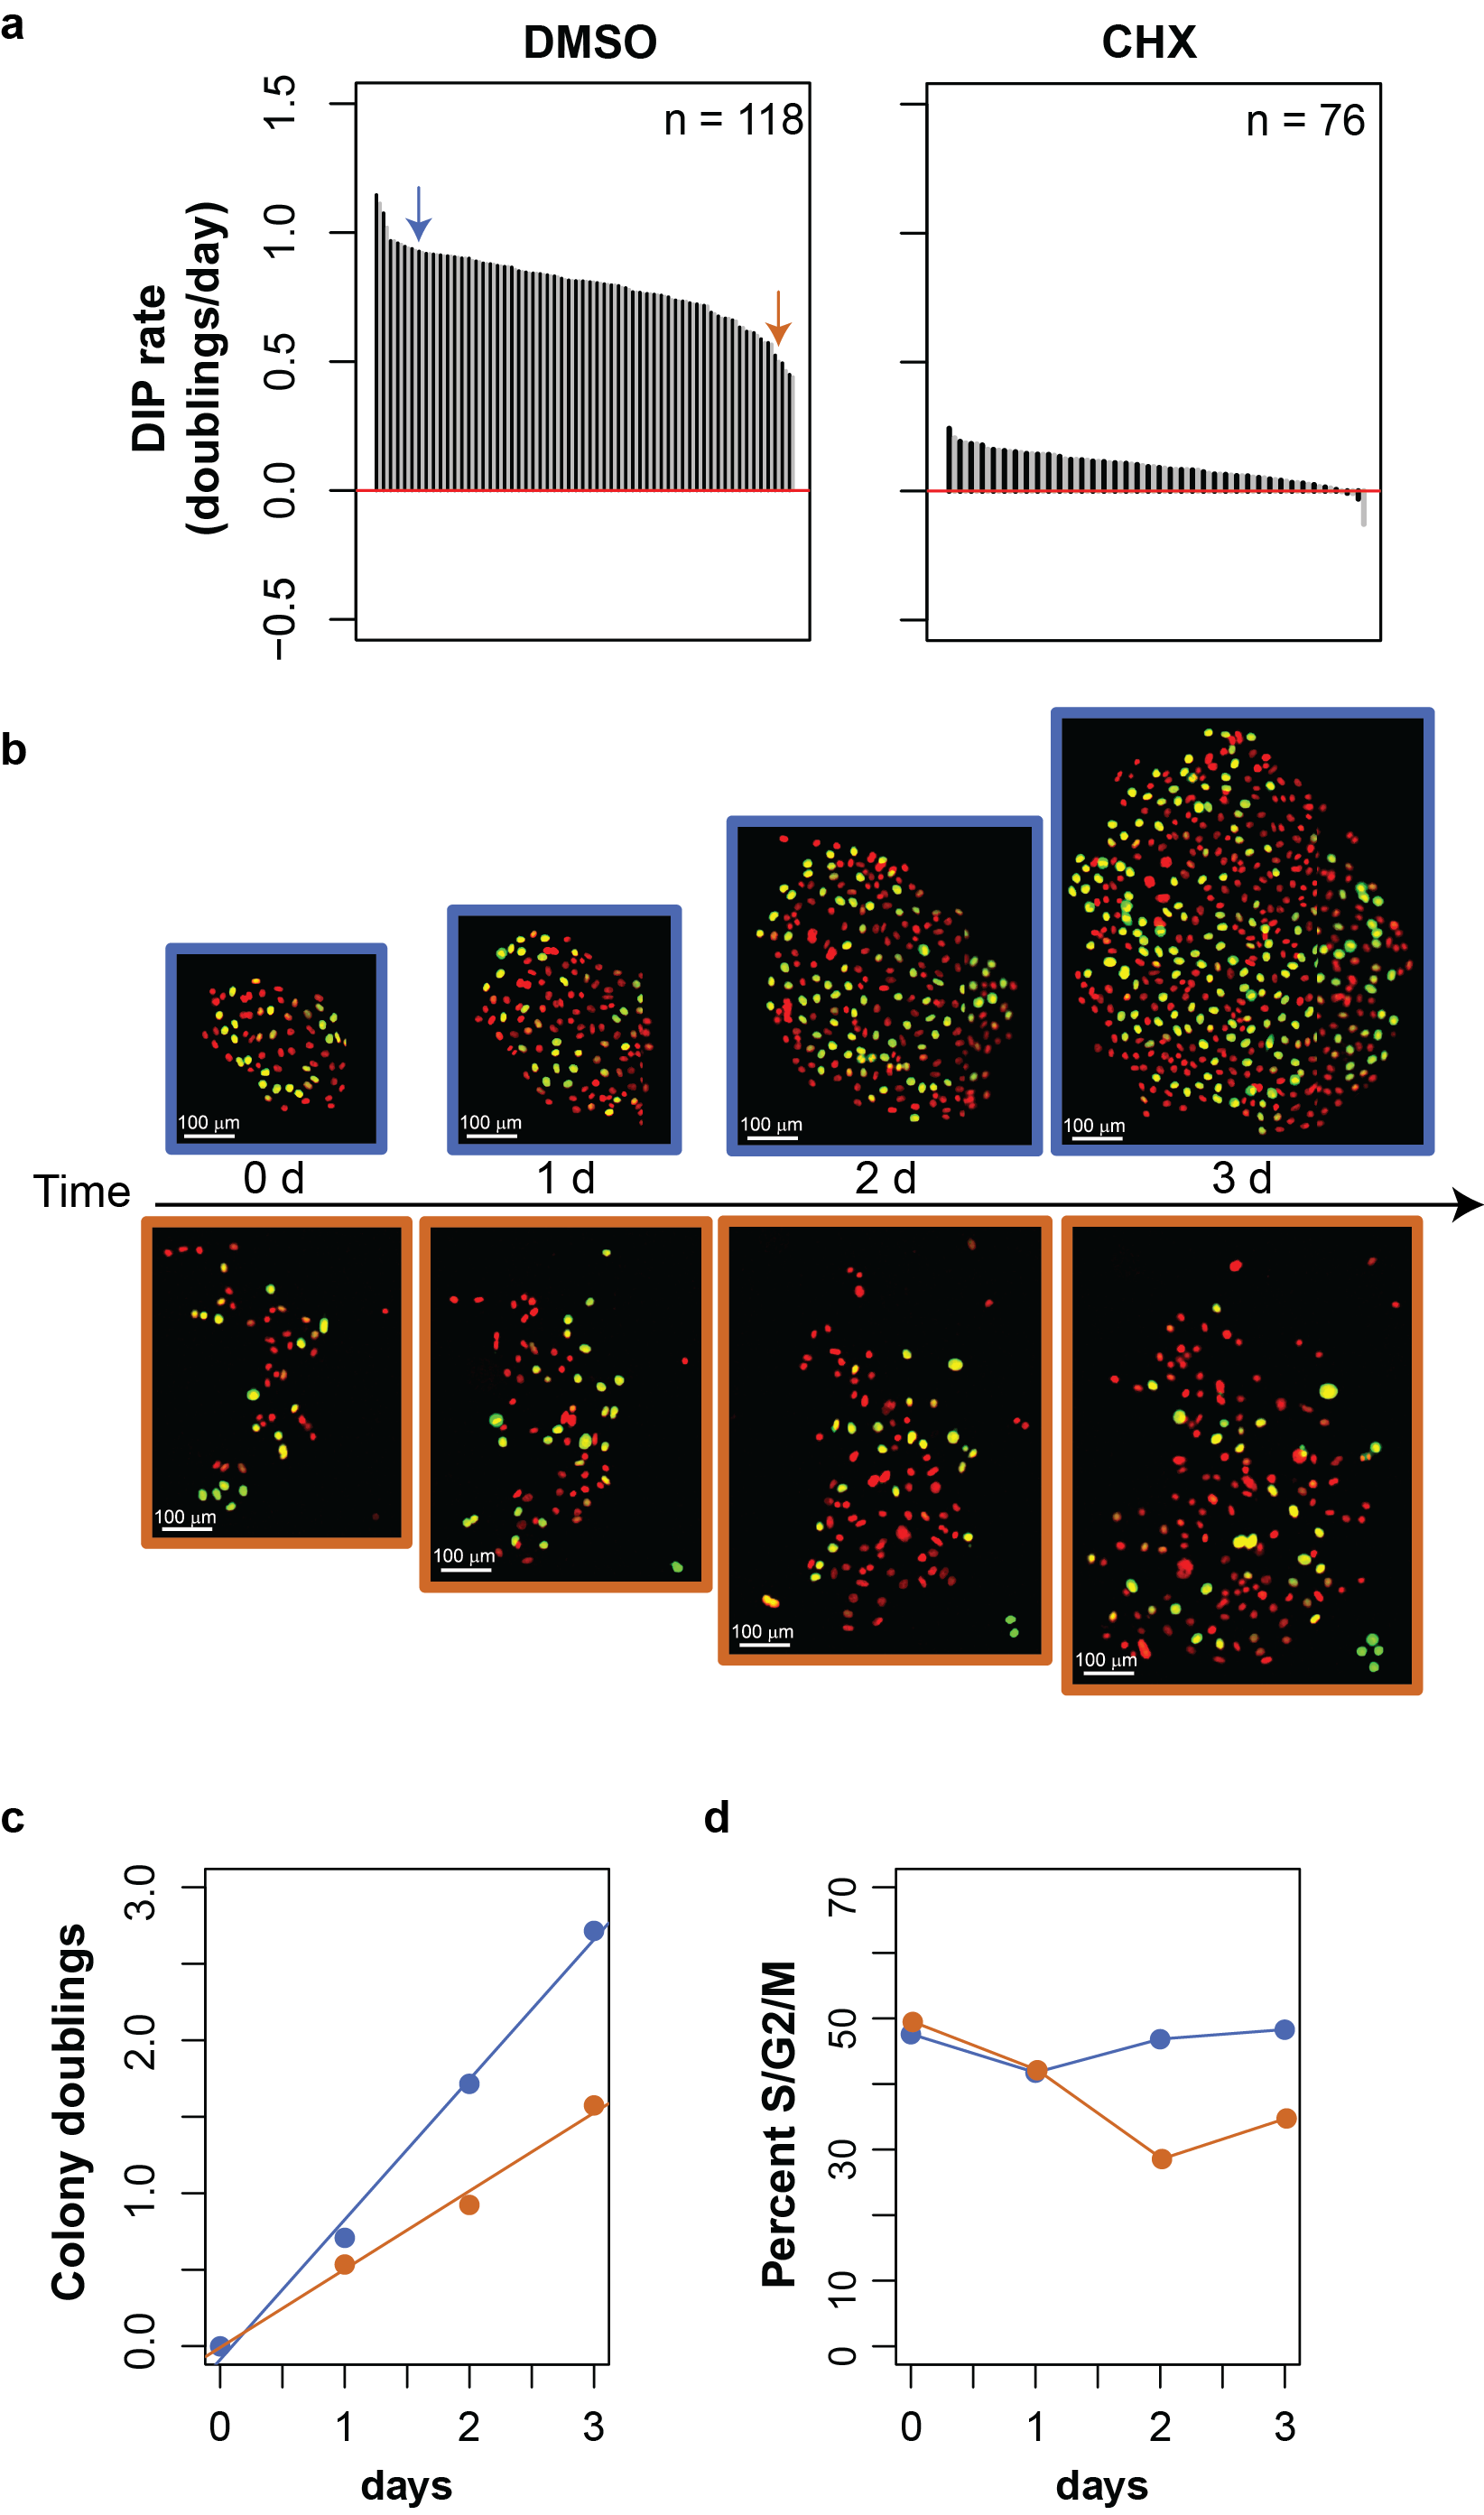 a
DMSO
CHX
n = 118
n = 76
DIP rate
(doublings/day)
1.5
1.0
0.5
0.0
−0.5
b
100 µm
100 µm
100 µm
100 µm
Time
0 d
1 d
2 d
3 d
100 µm
100 µm
100 µm
100 µm
c
Colony doublings
3.0
2.0
1.0
0.0
0
1
2
3
days
d
Percent S/G2/M
70
50
30
10
0
0
1
2
3
days